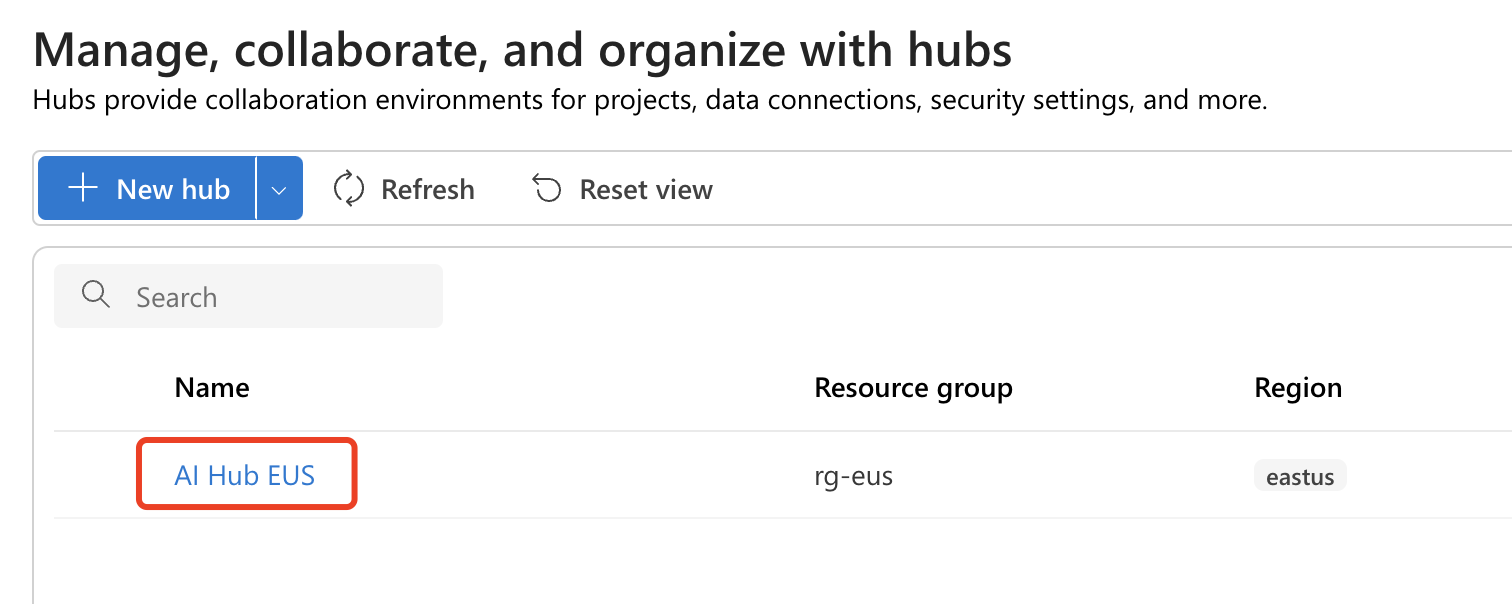 Manage, collaborate, and organize with hubs
Hubs provide collaboration environments for projects, data connections, security settings, and more.
New hub Refresh Reset view
Search
Name Resource group Region
AI Hub EUS rg-eus eastus